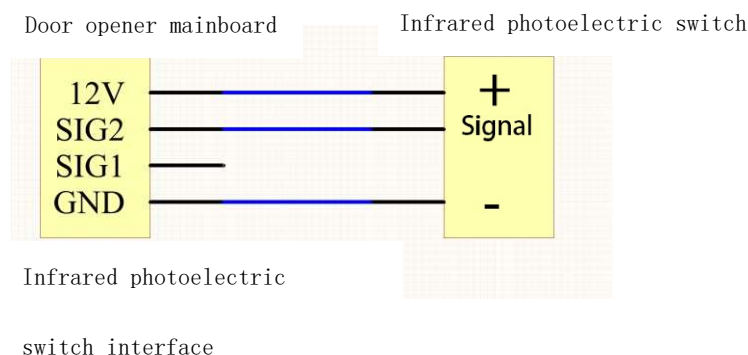 Door opener mainboard
Infrared photoelectric switch
12V
SIG2
SIG1
GND
+
Signal
-
Infrared photoelectric
switch interface